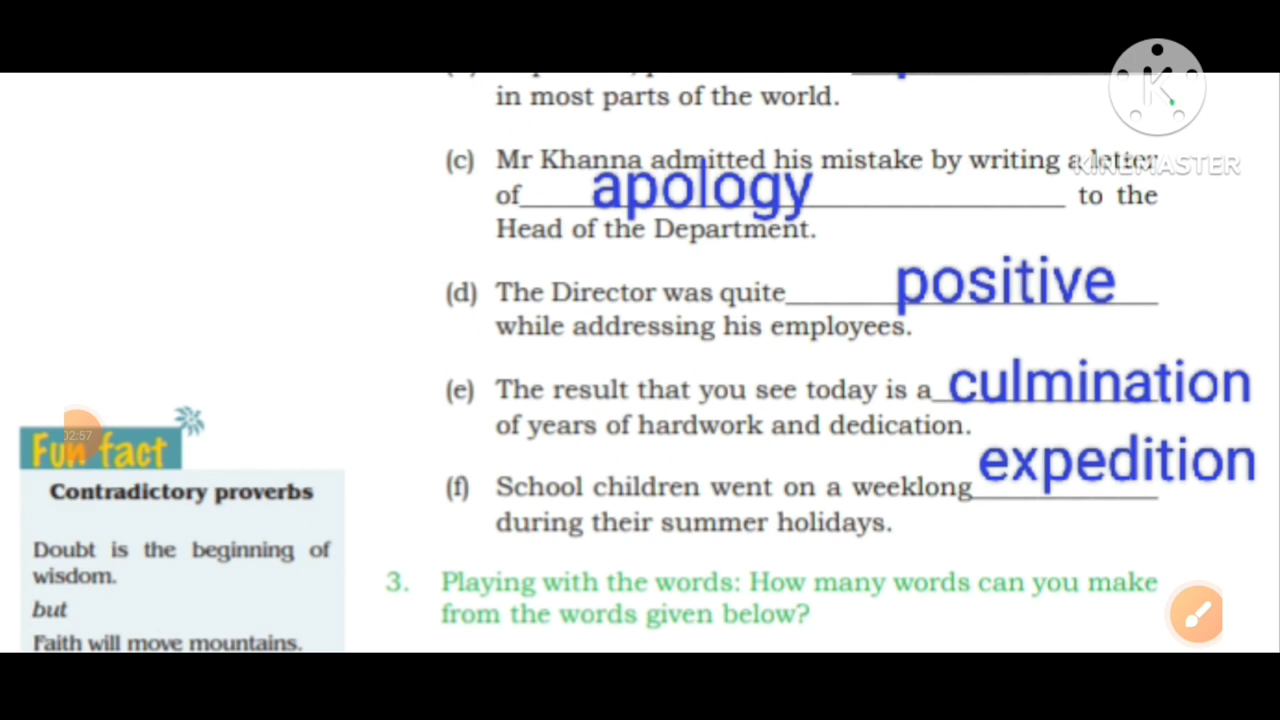 in most parts of the world.
(c) Mr Khanna admitted his mistake by writing a letter
KINEMASTER
of apology to the
Head of the Department.
(d) The Director was quite positive
while addressing his employees.
(e) The result that you see today is a culmination
of years of hardwork and dedication.
(f) School children went on a weeklong expedition
during their summer holidays.
02:57
Fun fact
Contradictory proverbs
Doubt is the beginning of
wisdom.
but
Faith will move mountains.
3. Playing with the words: How many words can you make
from the words given below?